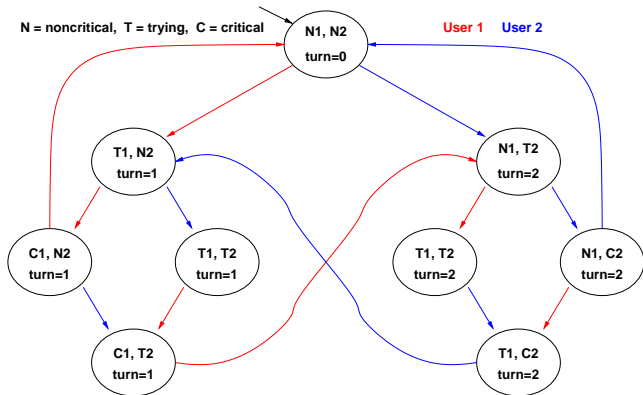 N = noncritical, T = trying, C = critical
User 1 User 2
N1, N2
turn=0
T1, N2
turn=1
N1, T2
turn=2
C1, N2
turn=1
T1, T2
turn=1
T1, T2
turn=2
N1, C2
turn=2
C1, T2
turn=1
T1, C2
turn=2